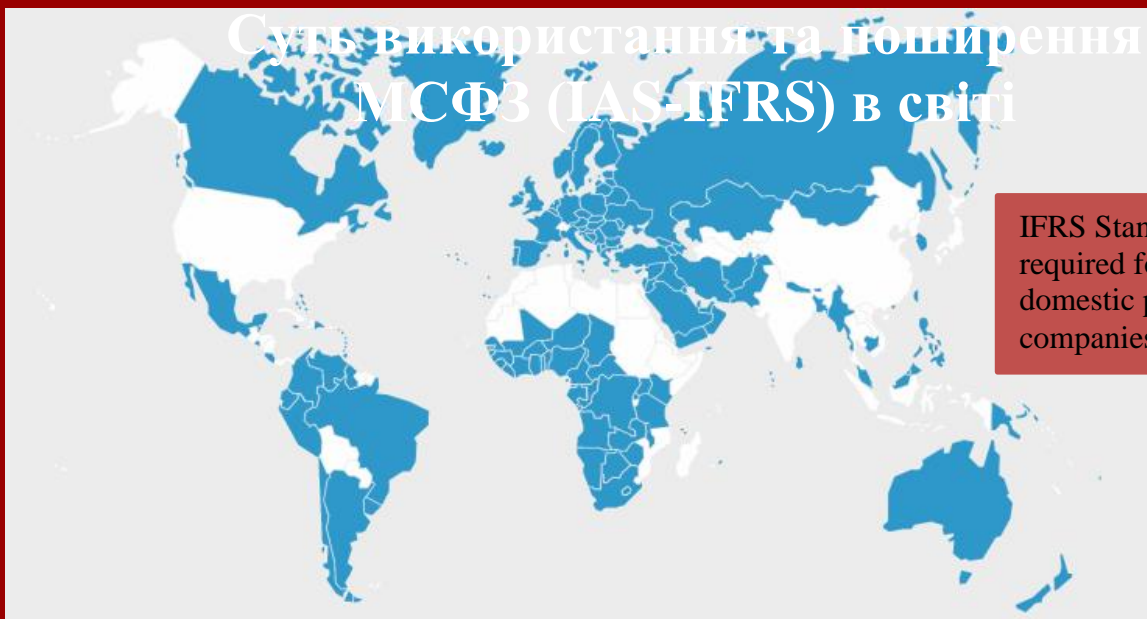 Суть використання та поширення
МСФЗ (IAS-IFRS) в світі
IFRS Stan
required fo
domestic p
companies